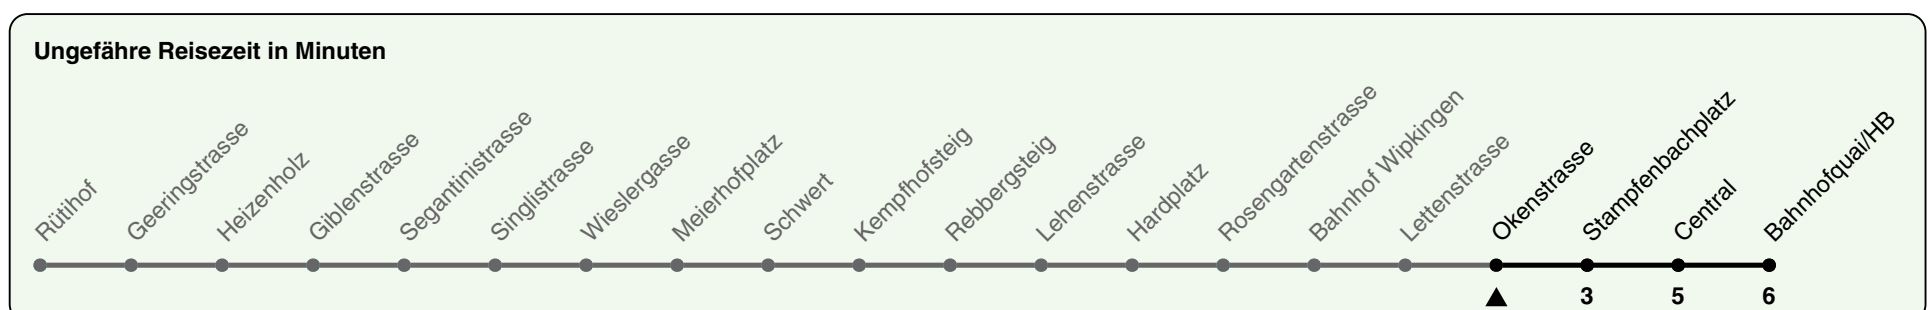 Ungefähre Reisezeit in Minuten
Rütihof
Geeringstrasse
Heizenholz
Giblenstrasse
Segantinistrasse
Singlistrasse
Wieslergasse
Meierhofplatz
Schwert
Kempfhofsteig
Rebbergsteig
Lehenstrasse
Hardplatz
Rosengartenstrasse
Bahnhof Wipkingen
Lettenstrasse
Okenstrasse
Stampfenbachplatz
Central
Bahnhofquai/HB
3 5 6